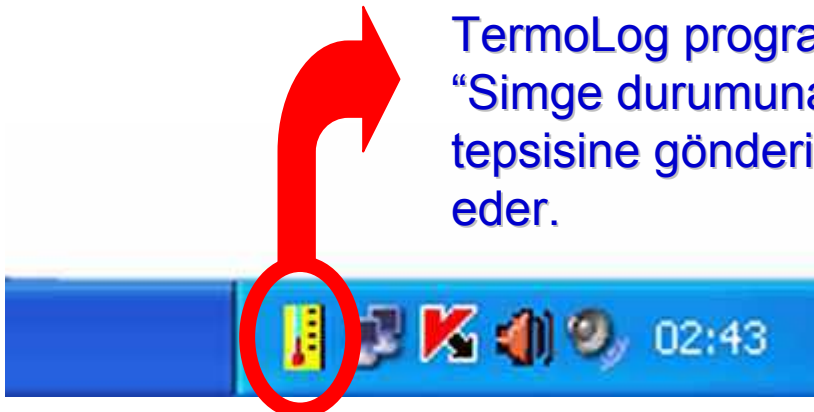 TermoLog progra
“Simge durumuna
tepsisine gönderi
eder.
02:43